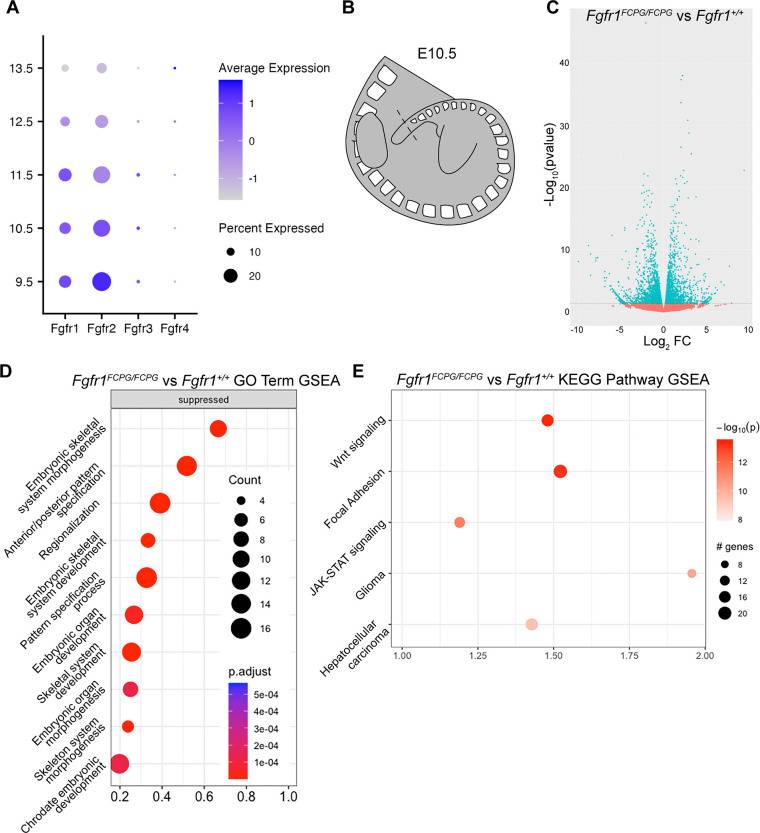 A
13.5
12.5
11.5
10.5
9.5
Fgfr1 Fgfr2 Fgfr3 Fgfr4
Average Expression
1
0
-1
Percent Expressed
10
20
B
E10.5
C
Fgfr1FCPG/FCPG vs Fgfr1+/+
-Log10(pvalue)
40
30
20
10
0
-10 -5 0 5 10
Log2 FC
D
Fgfr1FCPG/FCPG vs Fgfr1+/+ GO Term GSEA
suppressed
Embryonic skeletal
system morphogenesis
Anterior/posterior pattern
specification
Regionalization
Embryonic skeletal
system development
Pattern specification
process
Embryonic organ
development
Skeletal system
development
Embryonic organ
morphogenesis
Skeleton system
morphogenesis
Chrodate embryonic
development
0.2 0.4 0.6 0.8 1.0
Count
4
6
8
10
12
14
16
p.adjust
5e-04
4e-04
3e-04
2e-04
1e-04
E
Fgfr1FCPG/FCPG vs Fgfr1+/+ KEGG Pathway GSEA
Wnt signaling
Focal Adhesion
JAK-STAT signaling
Glioma
Hepatocellular
carcinoma
1.00 1.25 1.50 1.75 2.00
-log10(p)
14
12
10
8
# genes
8
12
16
20